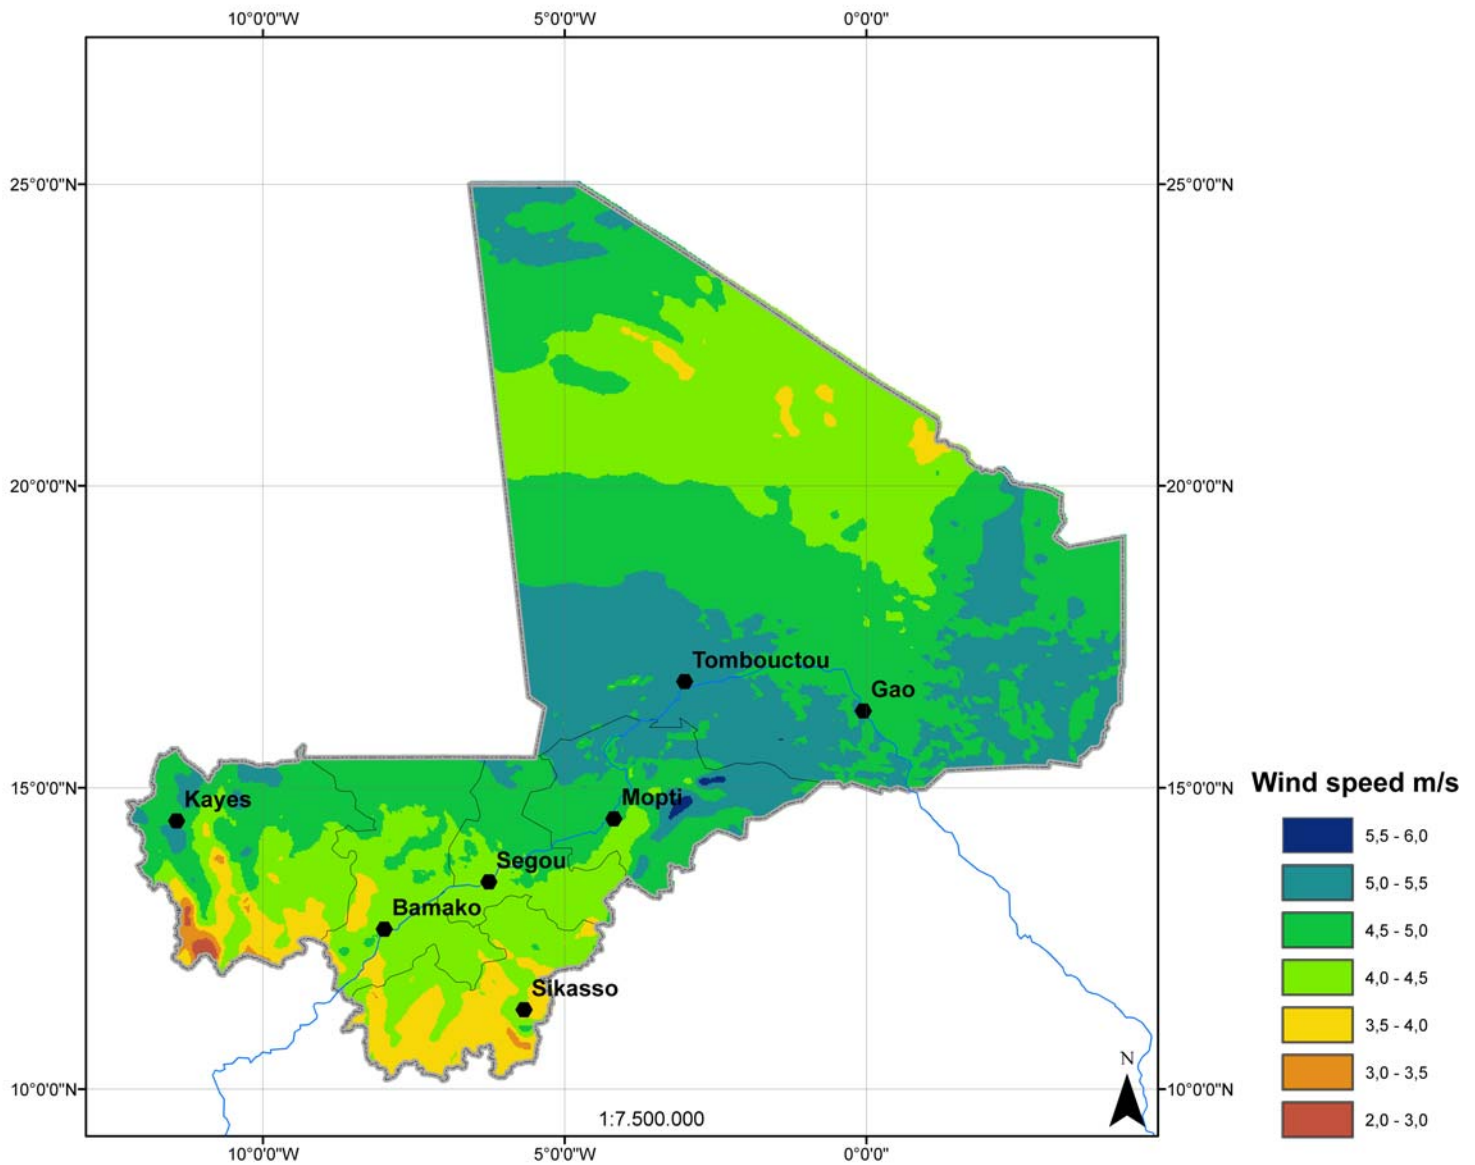 10°0'0"W 5°0'0"W 0°0'0"
25°0'0"N 25°0'0"N
20°0'0"N 20°0'0"N
Tombouctou
Gao
15°0'0"N 15°0'0"N
Wind speed m/s
Kayes
Mopti
5,5 - 6,0
Segou
5,0 - 5,5
Bamako
4,5 - 5,0
4,0 - 4,5
Sikasso
3,5 - 4,0
N
3,0 - 3,5
10°0'0"N 10°0'0"N
1:7.500.000
2,0 - 3,0
10°0'0"W 5°0'0"W 0°0'0"